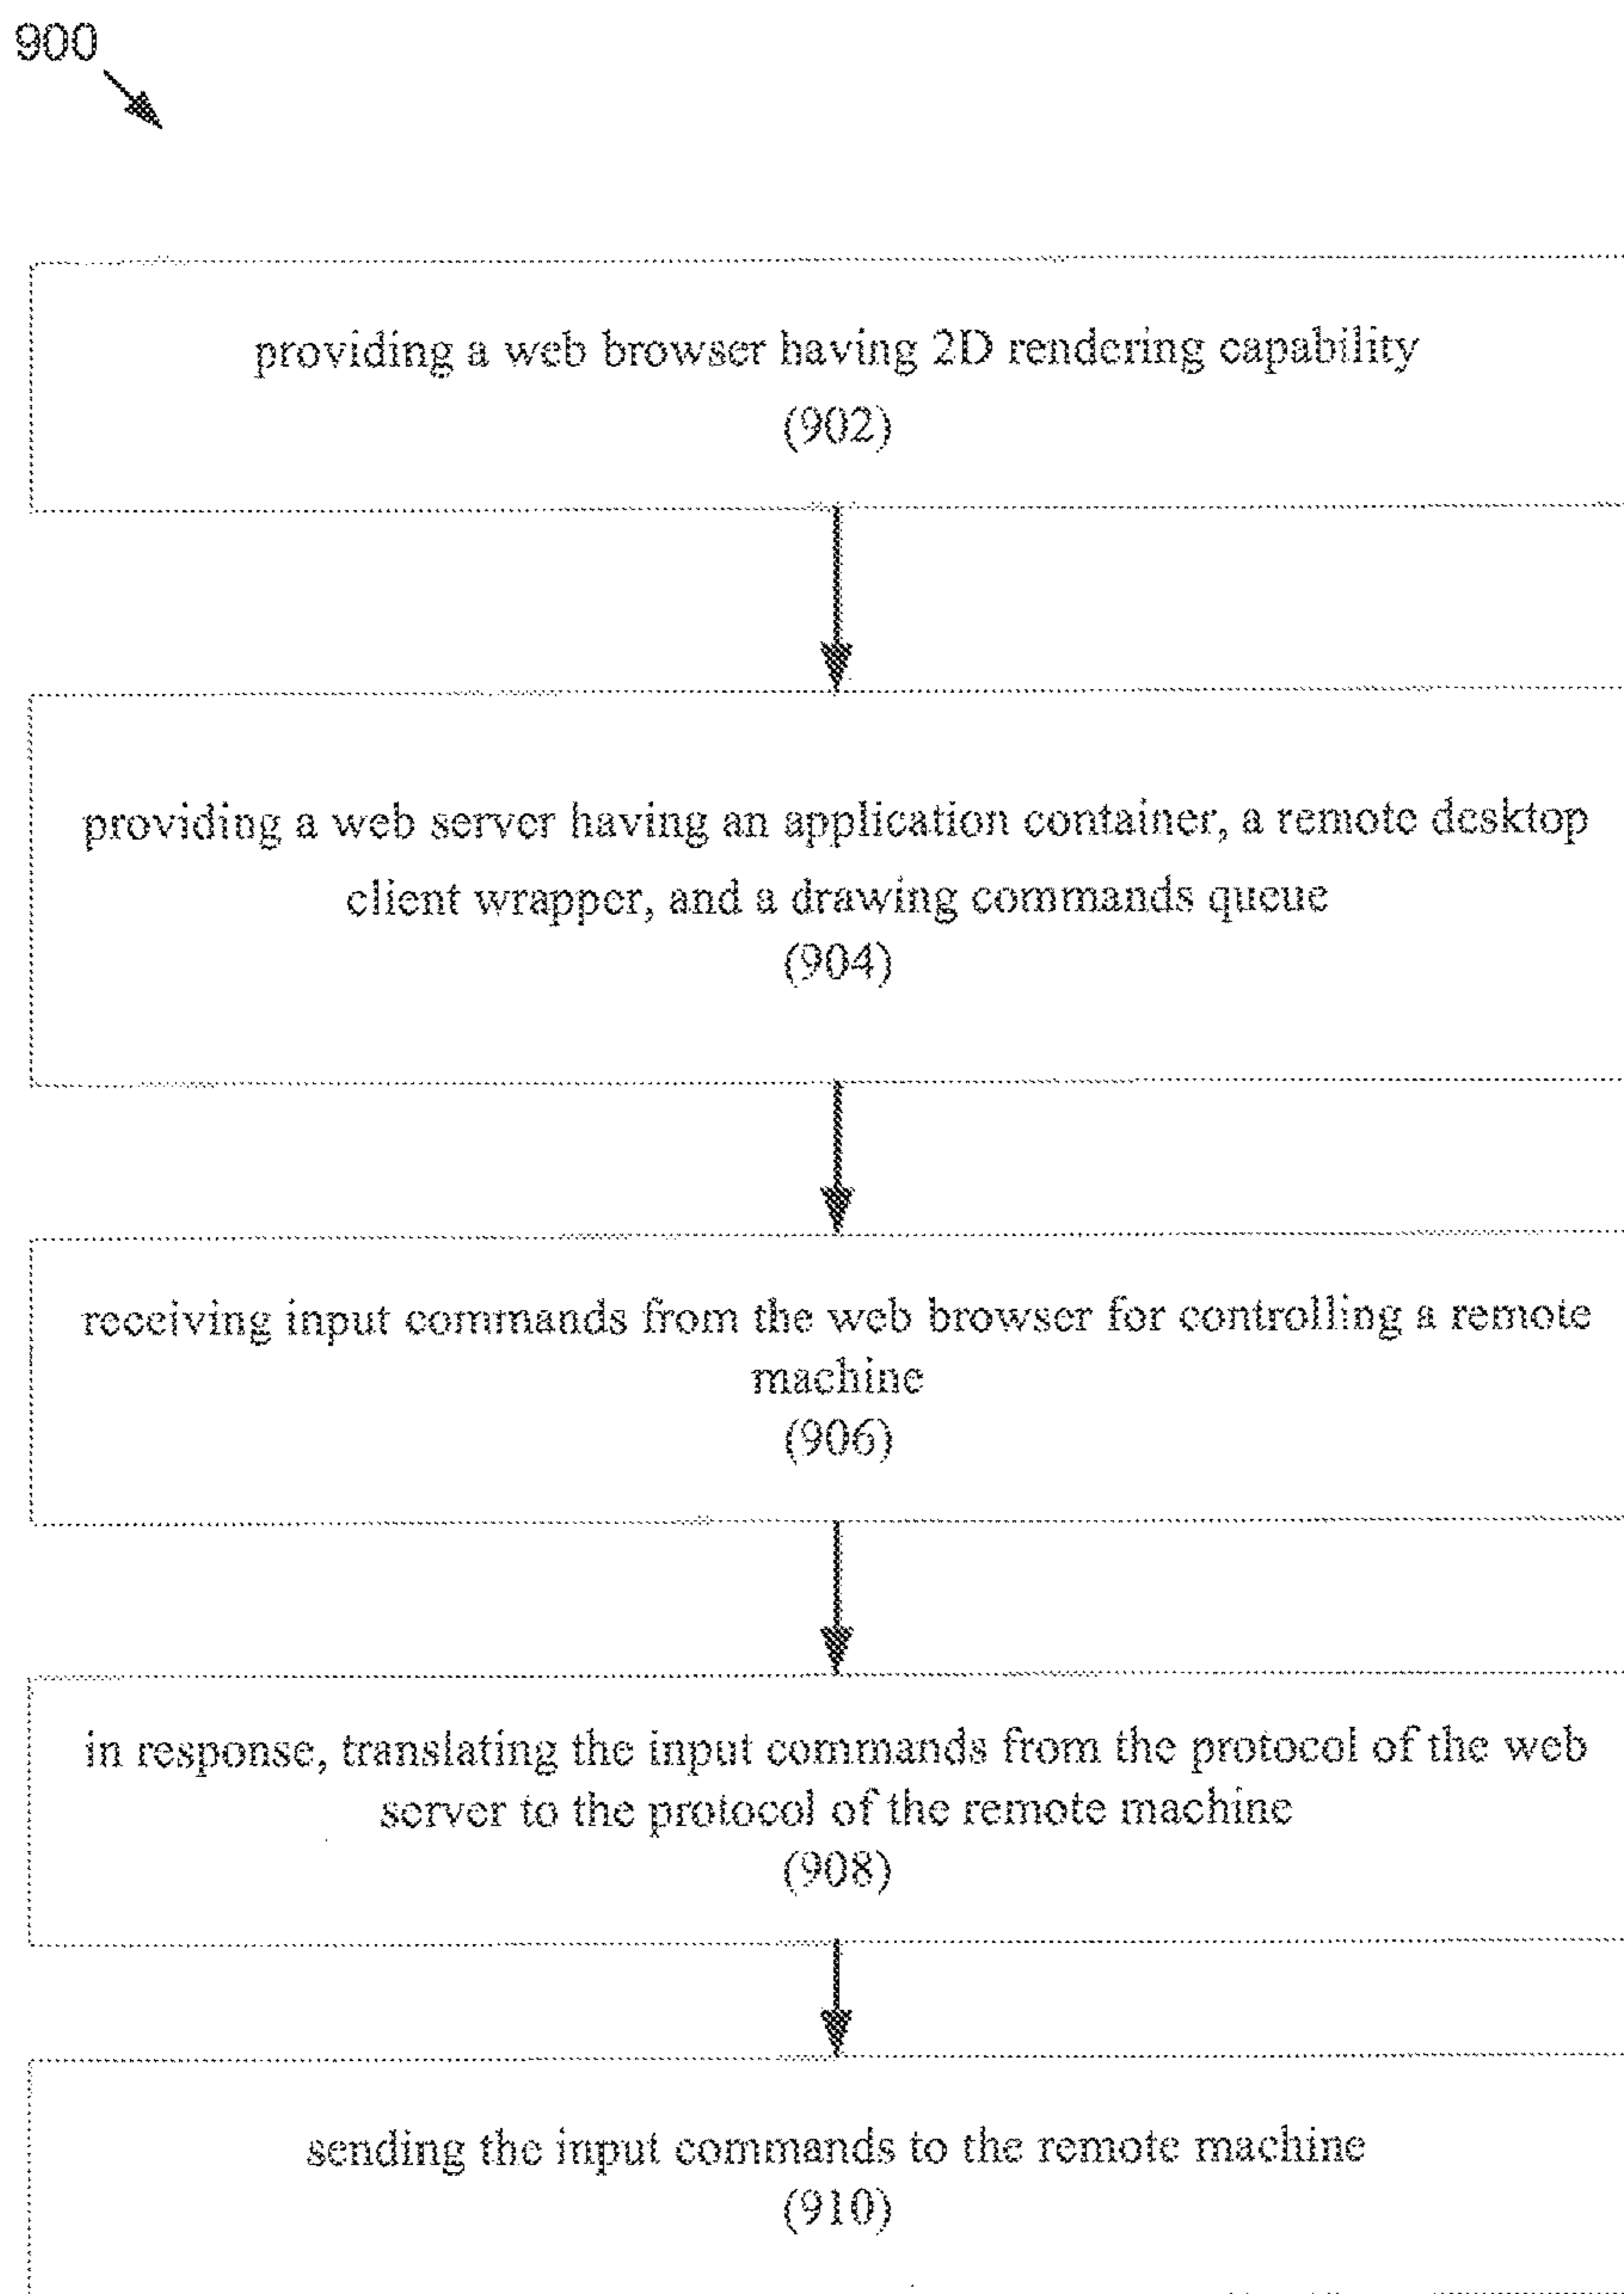 900
providing a web browser having 2D rendering capability
(902)
providing a web server having an application container, a remote desktop
client wrapper, and a drawing commands queue
(904)
receiving input commands from the web browser for controlling a remote
machine
(906)
in response, translating the input commands from the protocol of the web
server to the protocol of the remote machine
(908)
sending the input commands to the remote machine
(910)